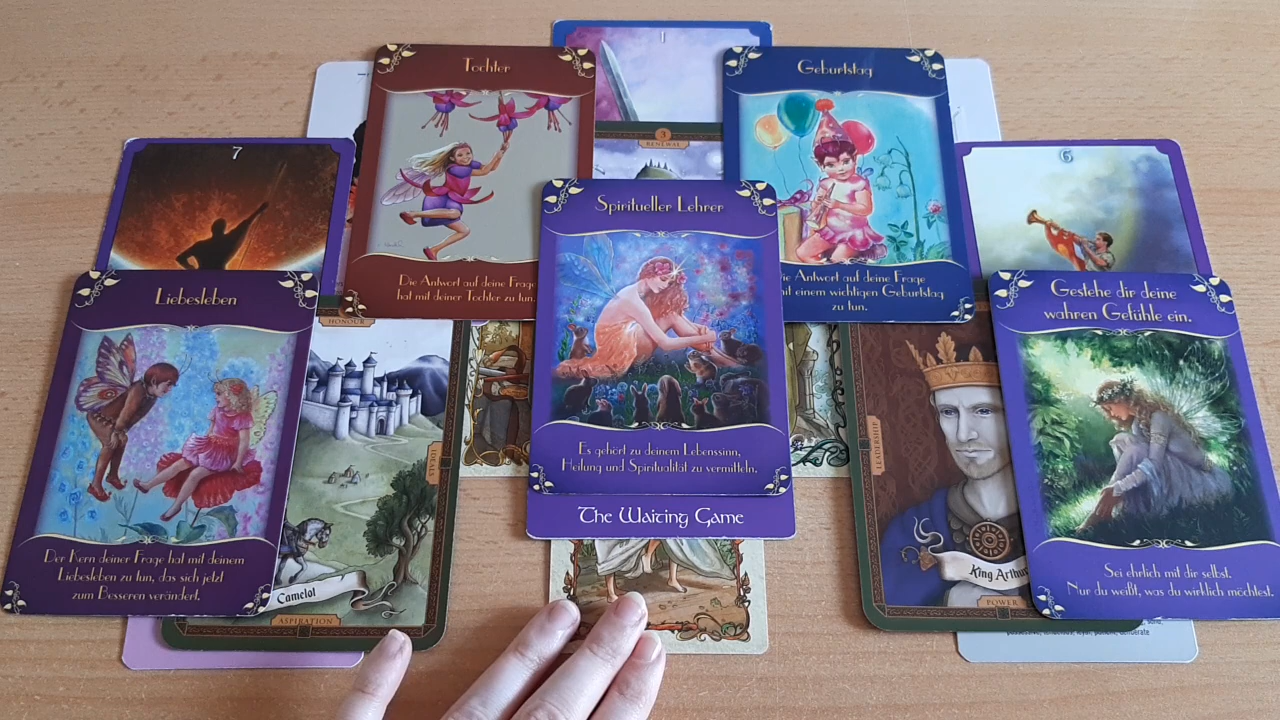 1
Tochter
Die Antwort auf deine Frage
hat mit deiner Tochter zu tun.
Geburtstag
Die Antwort auf deine Frage
mit einem wichtigen Geburtstag
zu tun.
3
RENEWAL
7
6
Spiritueller Lehrer
Es gehört zu deinem Lebenssinn,
Heilung und Spiritualität zu vermitteln.
The Waiting Game
Liebesleben
Der Kern deiner Frage hat mit deinem
Liebesleben zu tun, das sich jetzt
zum Besseren verändert.
HONOUR
IDEALS
Camelot
ASPIRATION
LEADERSHIP
King Arthur
POWER
Gestehe dir deine
wahren Gefühle ein.
Sei ehrlich mit dir selbst.
Nur du weißt, was du wirklich möchtest.